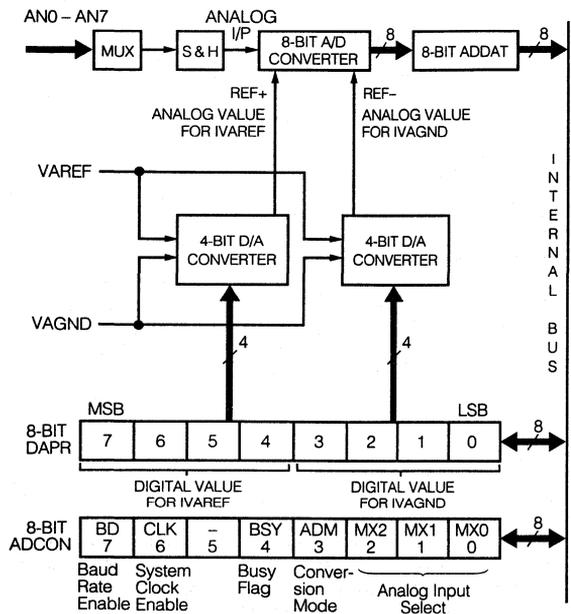 AN0 – AN7
ANALOG
I/P
MUX
S & H
8-BIT A/D
CONVERTER
8
8-BIT ADDAT
8
REF+
ANALOG VALUE
FOR IVAREF
REF–
ANALOG VALUE
FOR IVAGND
VAREF
4-BIT D/A
CONVERTER
4-BIT D/A
CONVERTER
VAGND
4
4
INTERNAL BUS
MSB
LSB
8-BIT
DAPR
7 6 5 4 3 2 1 0
8
DIGITAL VALUE
FOR IVAREF
DIGITAL VALUE
FOR IVAGND
8-BIT
ADCON
BD CLK – BSY ADM MX2 MX1 MX0
7 6 5 4 3 2 1 0
8
Baud
Rate
Enable
System
Clock
Enable
Busy
Flag
Conver-
sion
Mode
Analog Input
Select